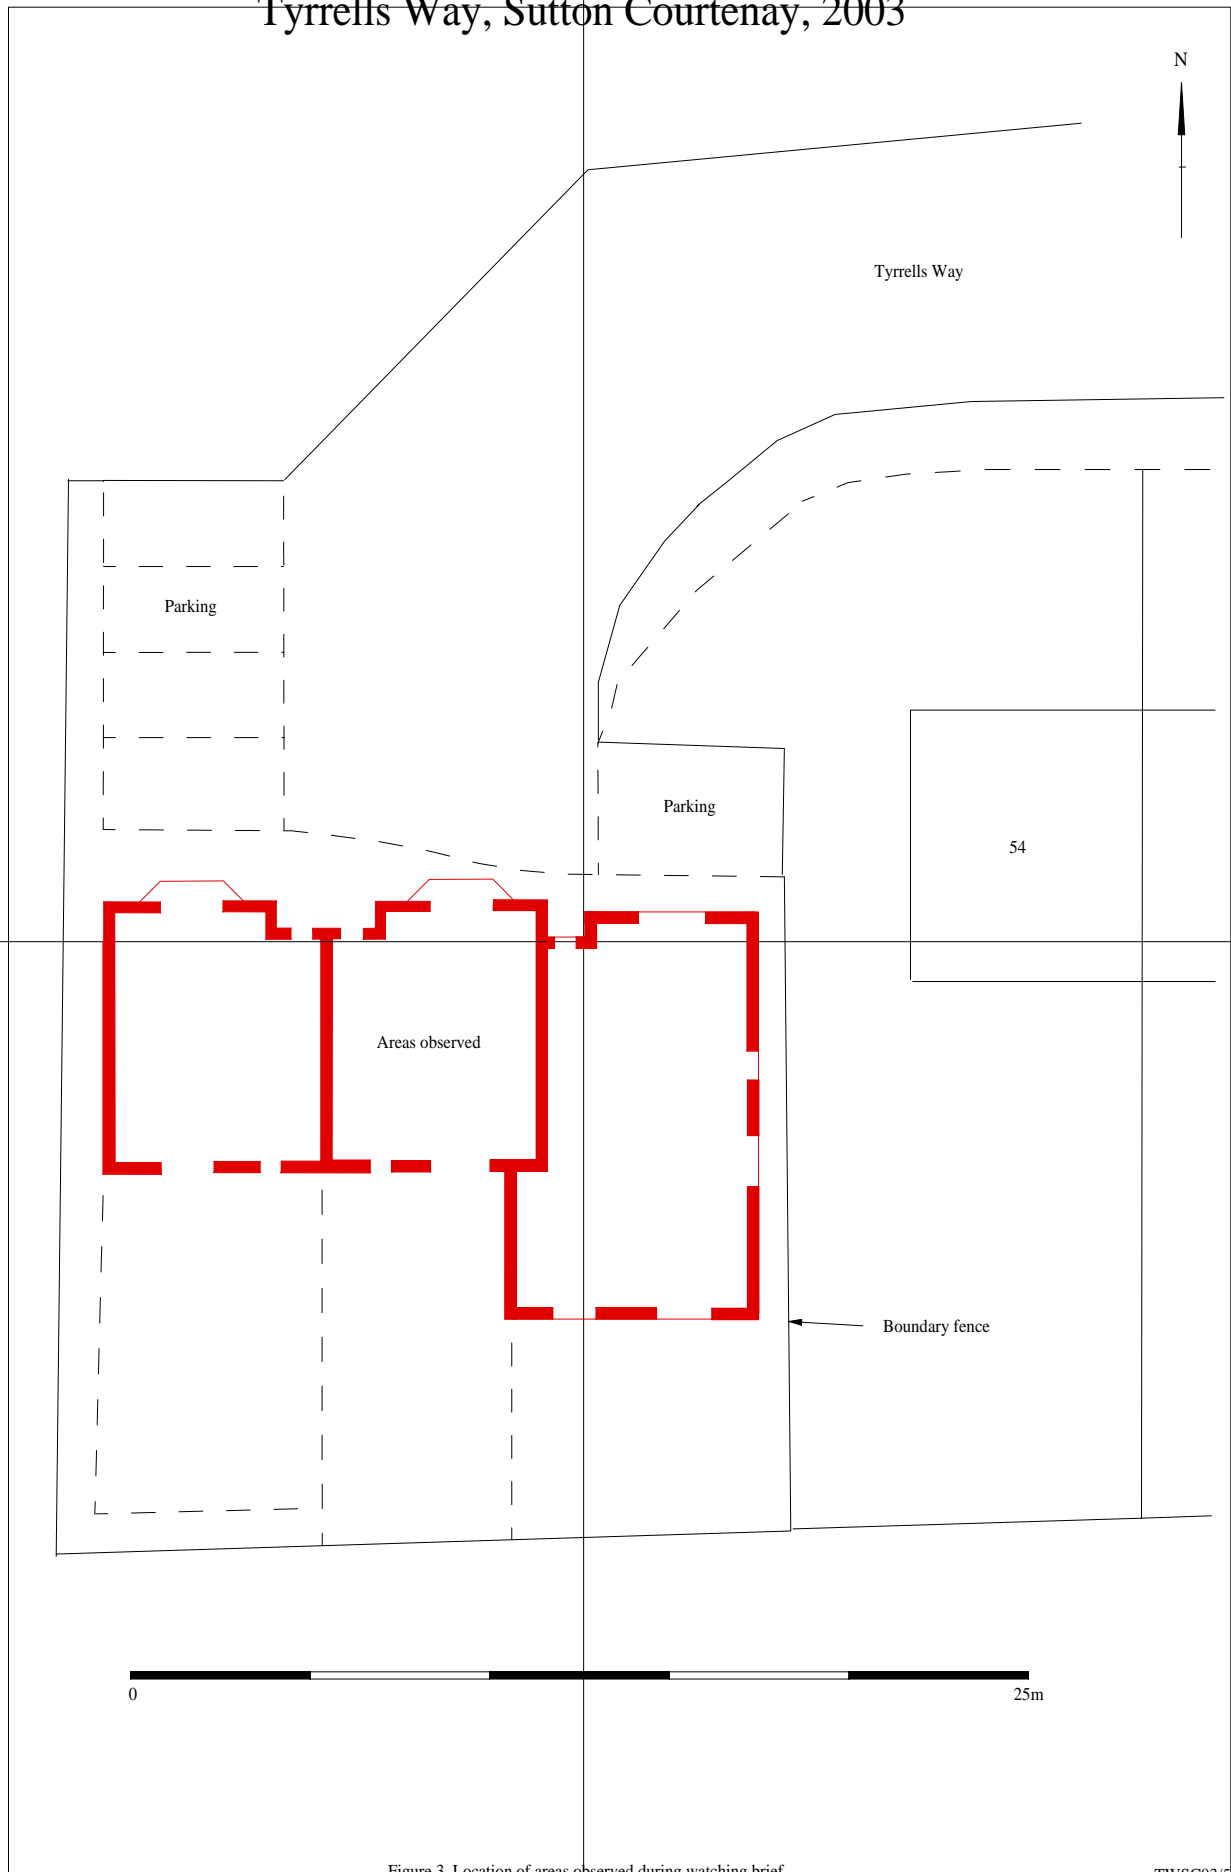 Tyrrells Way, Sutton Courtenay, 2003
N
Tyrrells Way
Parking
Parking
54
Areas observed
Boundary fence
0
25m
Figure 3. Location of areas observed during watching brief.